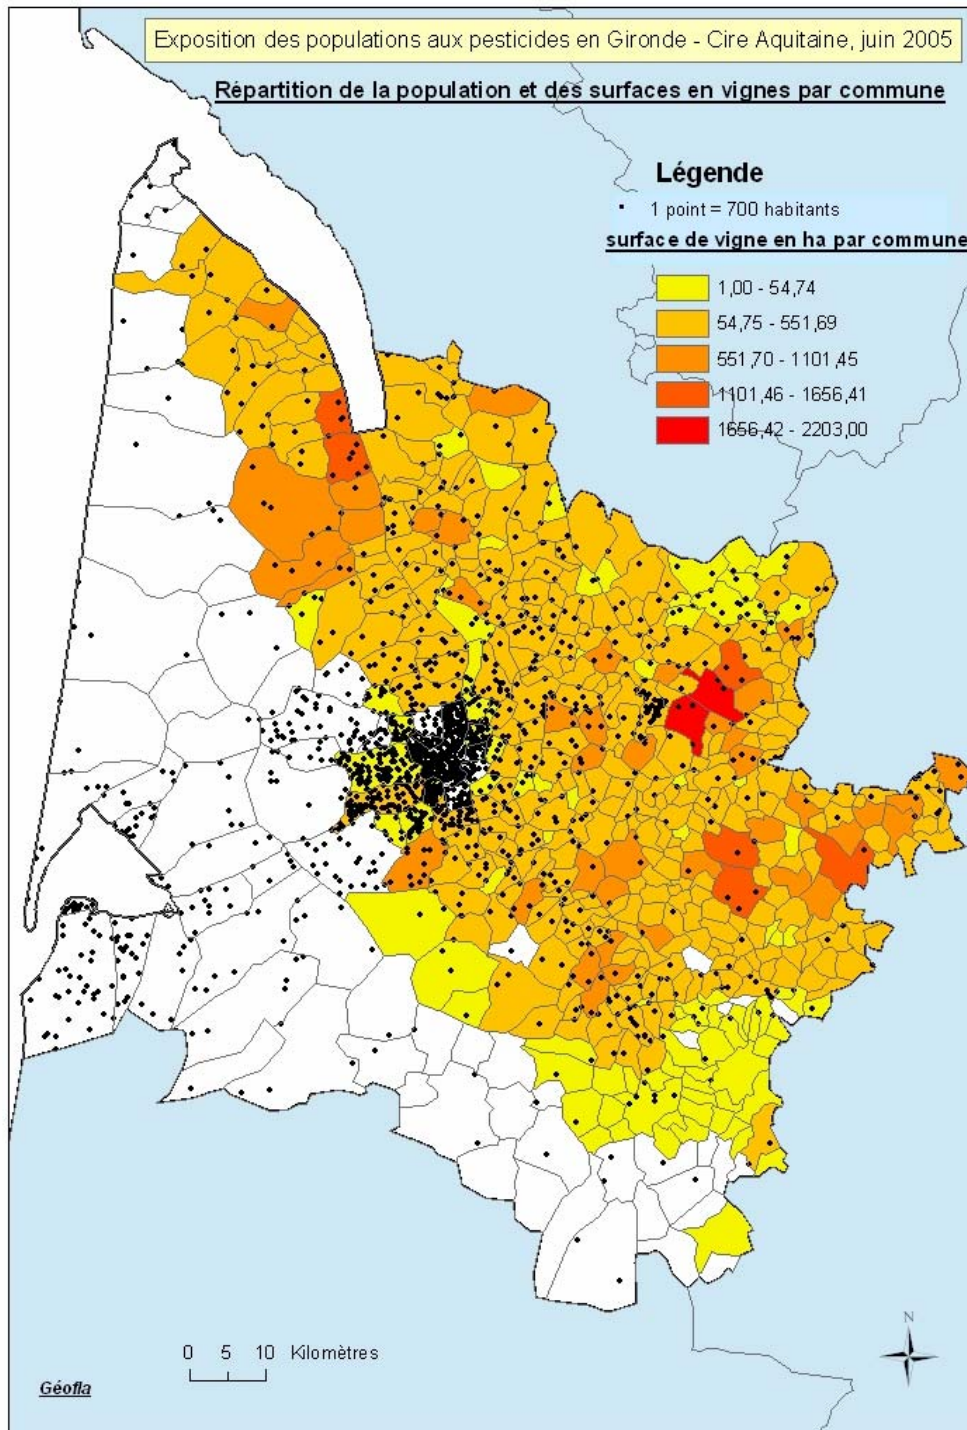 Exposition des populations aux pesticides en Gironde - Cire Aquitaine, juin 2005
Répartition de la population et des surfaces en vignes par commune
Légende
1 point = 700 habitants
surface de vigne en ha par commune
1,00 - 54,74
54,75 - 551,69
551,70 - 1101,45
1101,46 - 1656,41
1656,42 - 2203,00
N
0 5 10 Kilomètres
Géofla